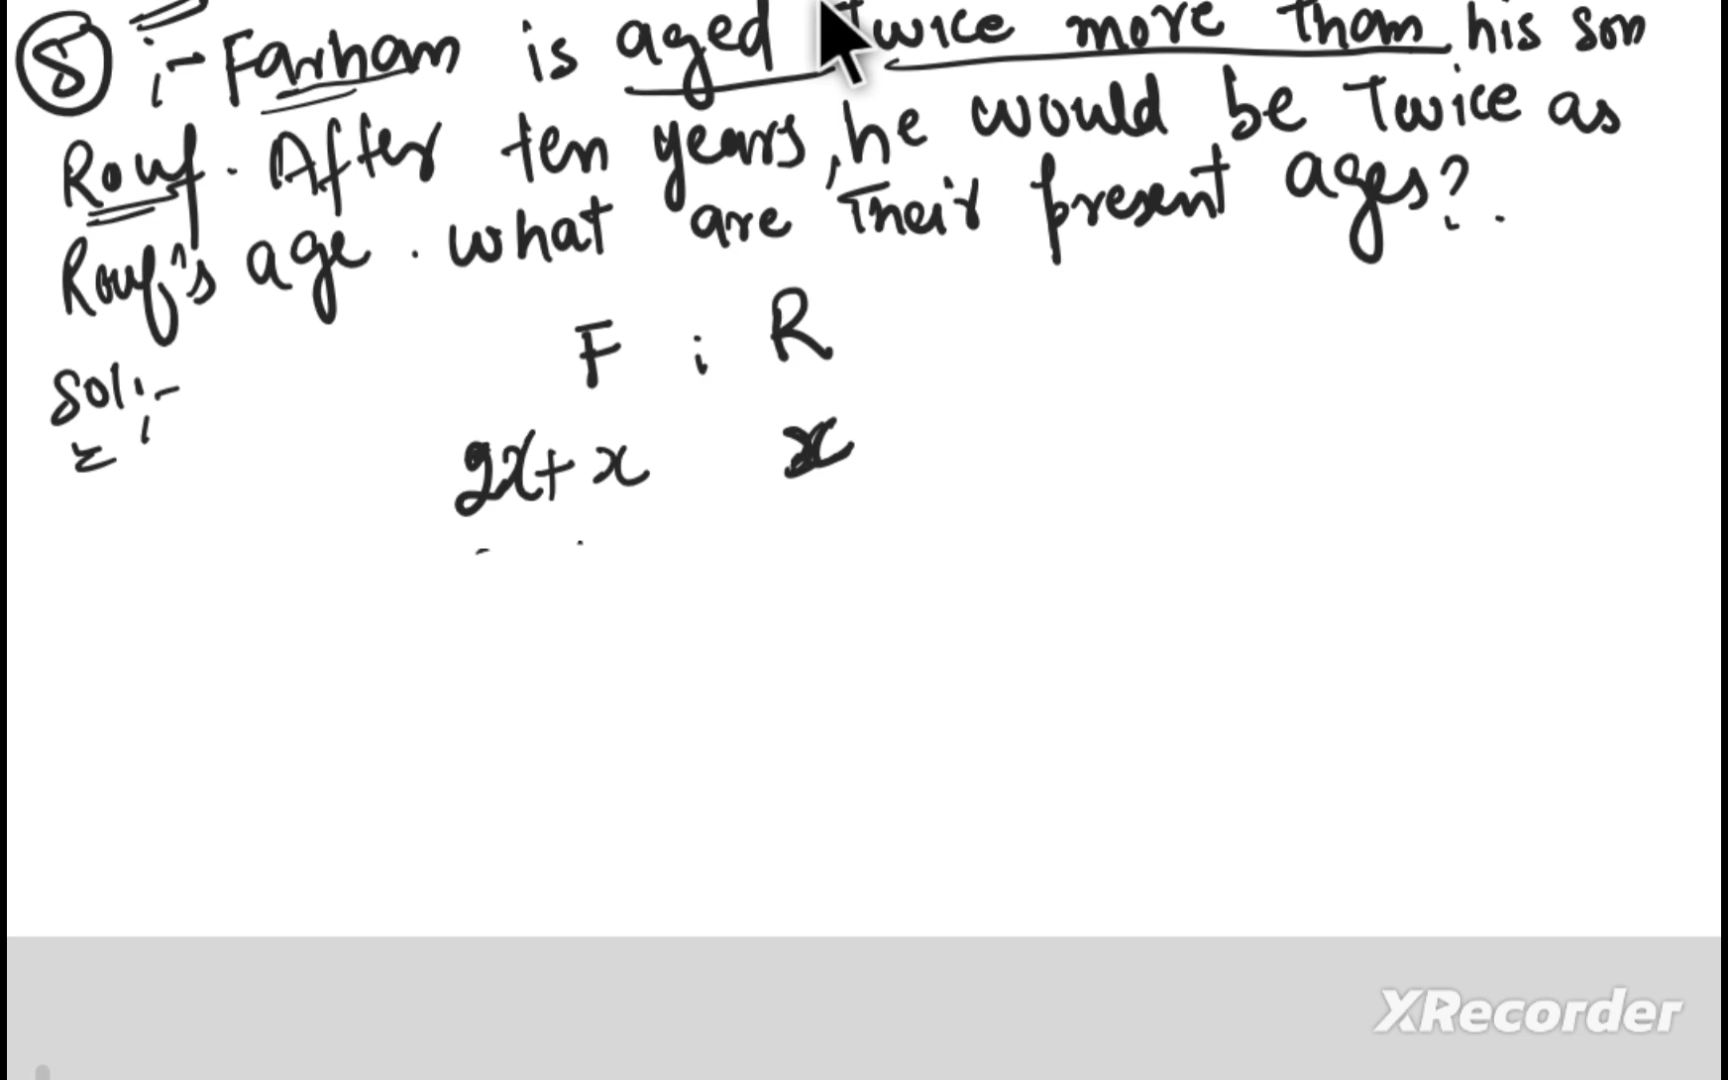 8 :- Farhan is aged twice more than his son
Rouf. After ten years, he would be Twice as
Rouf's age. what are Their present ages?
Sol:-
F : R
2x+x x
XRecorder